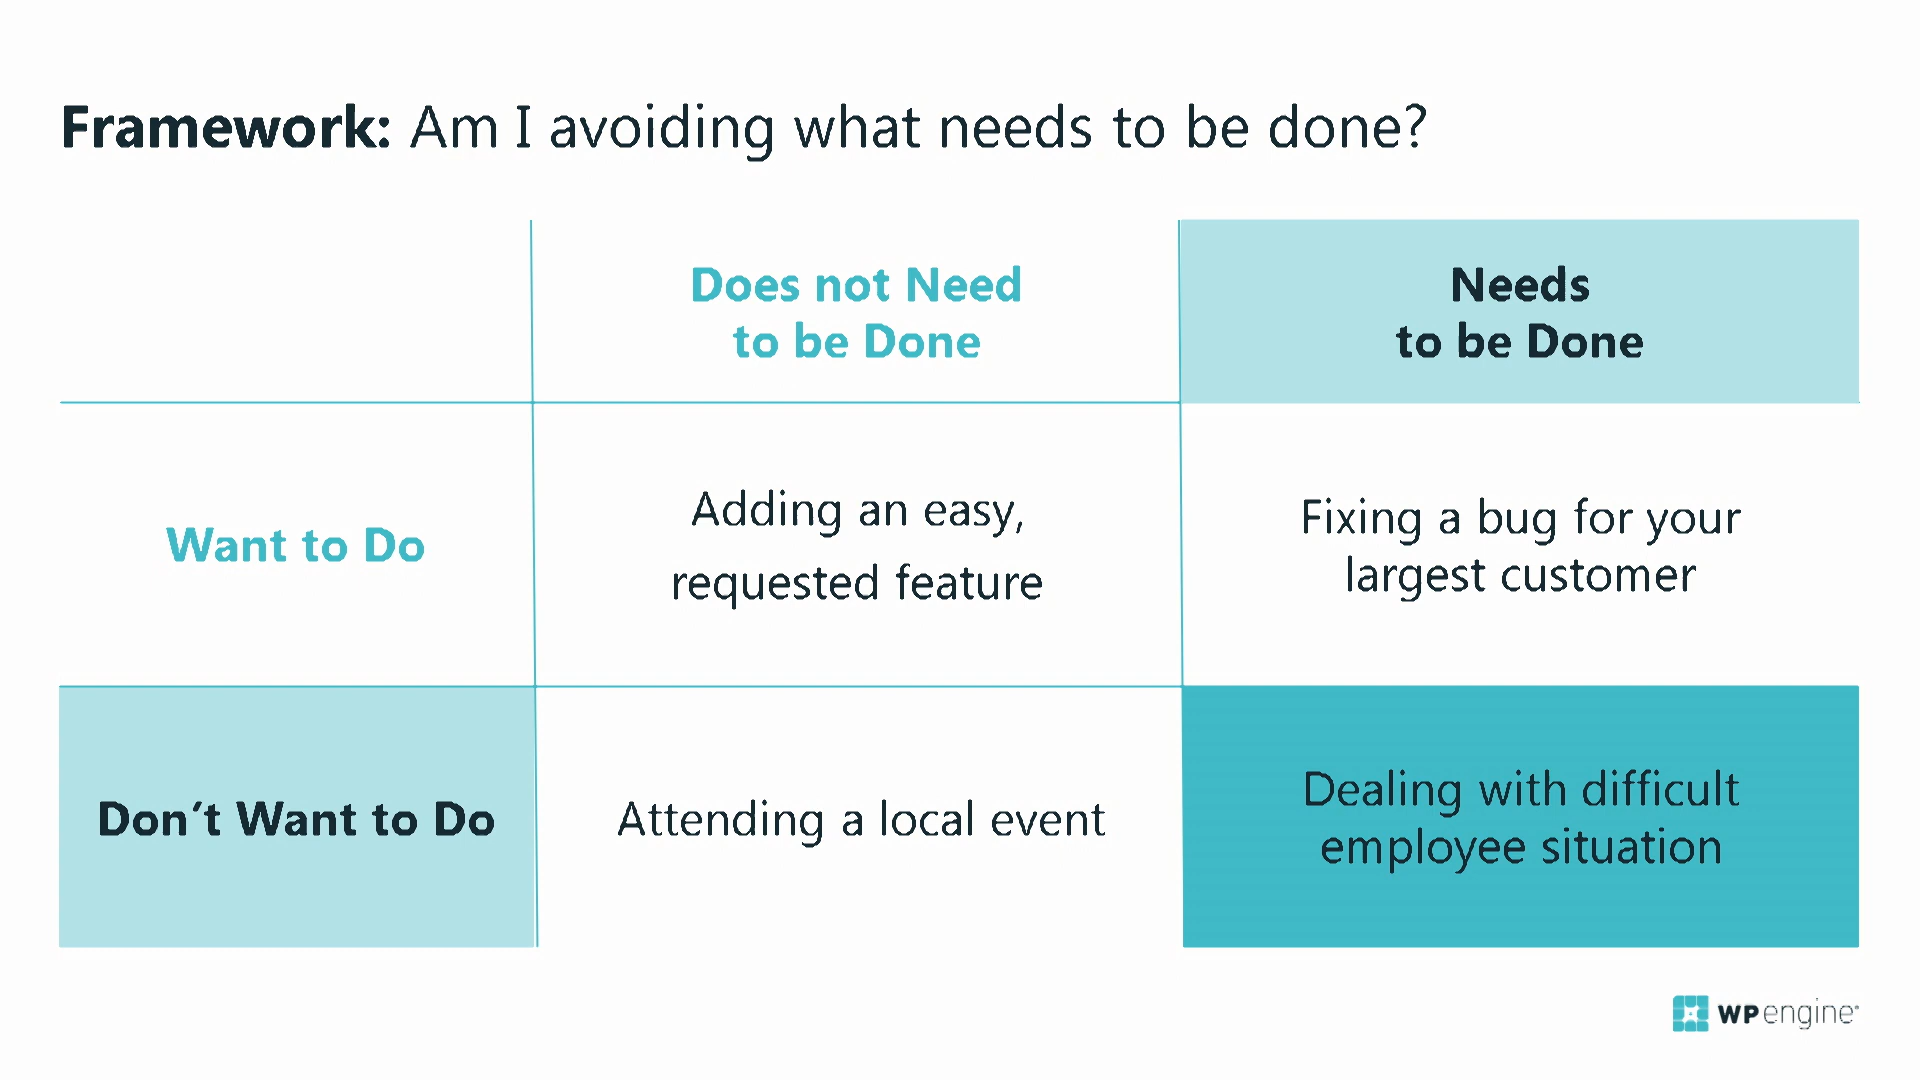 Framework: Am I avoiding what needs to be done?
Does not Need
to be Done
Needs
to be Done
Want to Do
Adding an easy,
requested feature
Fixing a bug for your
largest customer
Don’t Want to Do
Attending a local event
Dealing with difficult
employee situation
WP engine